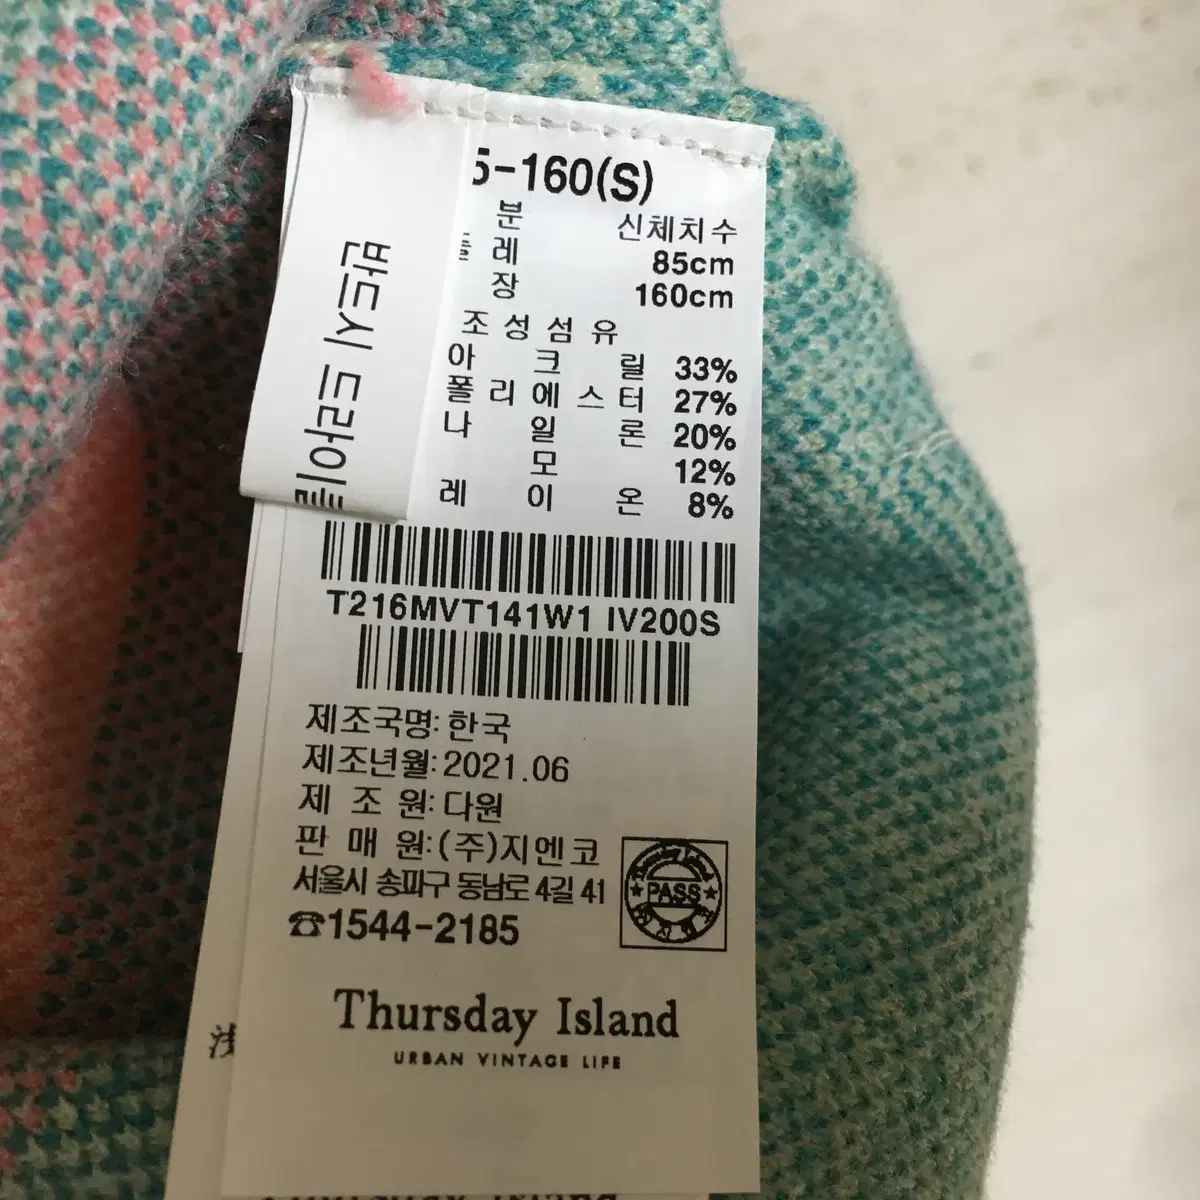 5-160(S)
분 신체치수
레 85cm
장 160cm
조성섬유
아크릴 33%
폴리에스터 27%
나일론 20%
모 12%
레이온 8%
반드시 드라이
T216MVT141W1 IV200S
제조국명: 한국
제조년월: 2021.06
제조원: 다원
판매원: (주)지엔코
서울시 송파구 동남로 4길 41
☎1544-2185
PASS
Thursday Island
URBAN VINTAGE LIFE
浅
Thursday Island